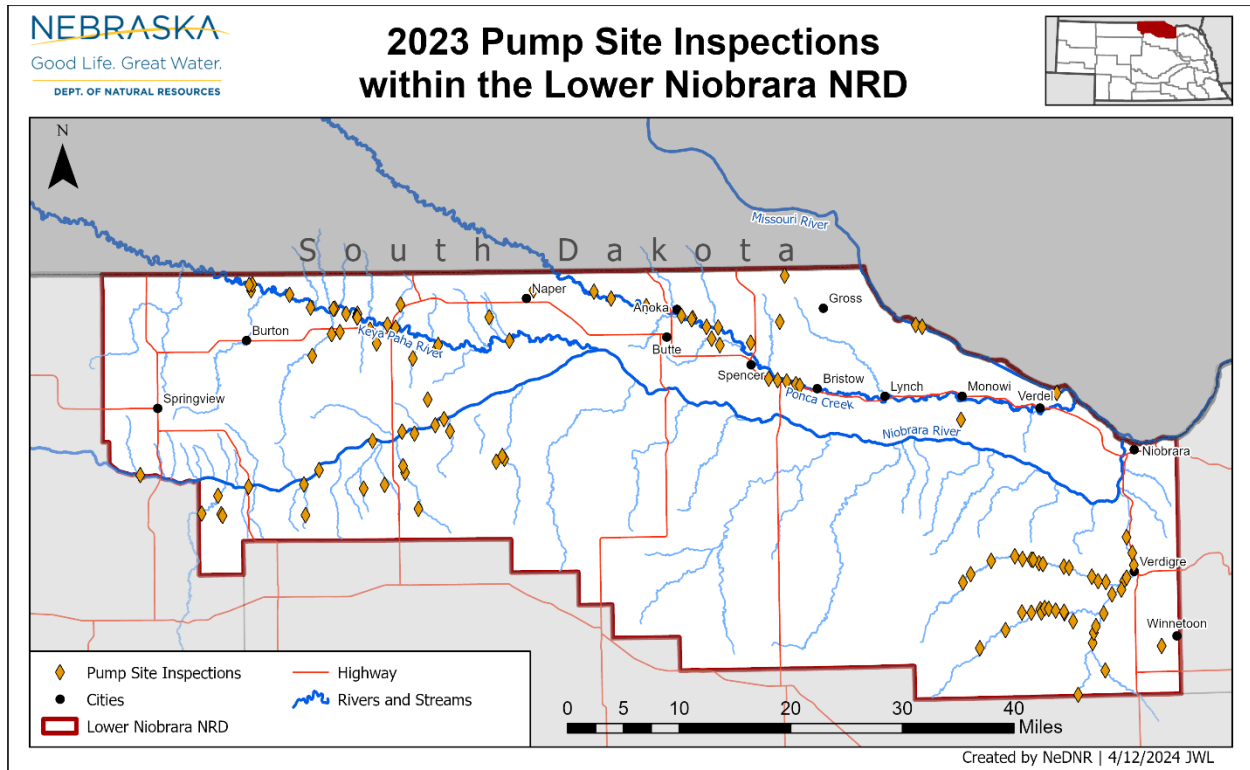 NEBRASKA
Good Life. Great Water.
DEPT. OF NATURAL RESOURCES
2023 Pump Site Inspections
within the Lower Niobrara NRD
N
Missouri River
South Dakota
Naper
Anoka
Gross
Burton
Keya Paha River
Butte
Spencer
Bristow
Lynch
Monowi
Verdel
Ponca Creek
Springview
Niobrara River
Niobrara
Verdigre
Winnetoon
Pump Site Inspections
Highway
Cities
Rivers and Streams
Lower Niobrara NRD
0 5 10 20 30 40
Miles
Created by NeDNR | 4/12/2024 JWL